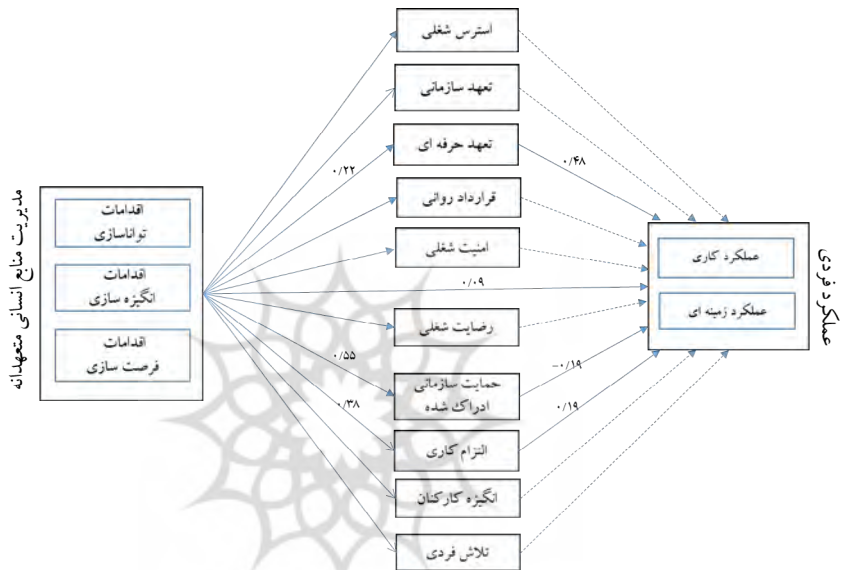 مدیریت منابع انسانی متعهدانه
اقدامات
تواناسازی
اقدامات
انگیزه سازی
اقدامات
فرصت سازی
استرس شغلی
تعهد سازمانی
تعهد حرفه ای
قرارداد روانی
امنیت شغلی
رضایت شغلی
حمایت سازمانی
ادراک شده
التزام کاری
انگیزه کارکنان
تلاش فردی
۰/۲۲
۰/۴۸
۰/۰۹
۰/۵۵
-۰/۱۹
۰/۳۸
۰/۱۹
عملکرد کاری
عملکرد زمینه ای
عملکرد فردی